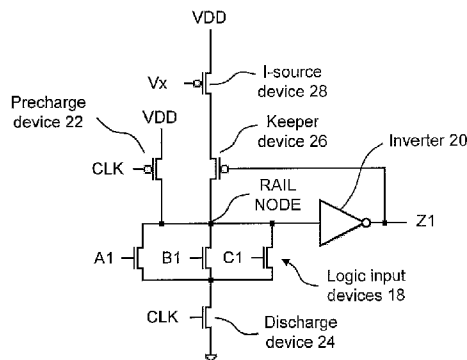 VDD
Vx
I-source
device 28
Precharge
device 22
VDD
Keeper
device 26
Inverter 20
CLK
RAIL
NODE
Z1
A1
B1
C1
Logic input
devices 18
CLK
Discharge
device 24